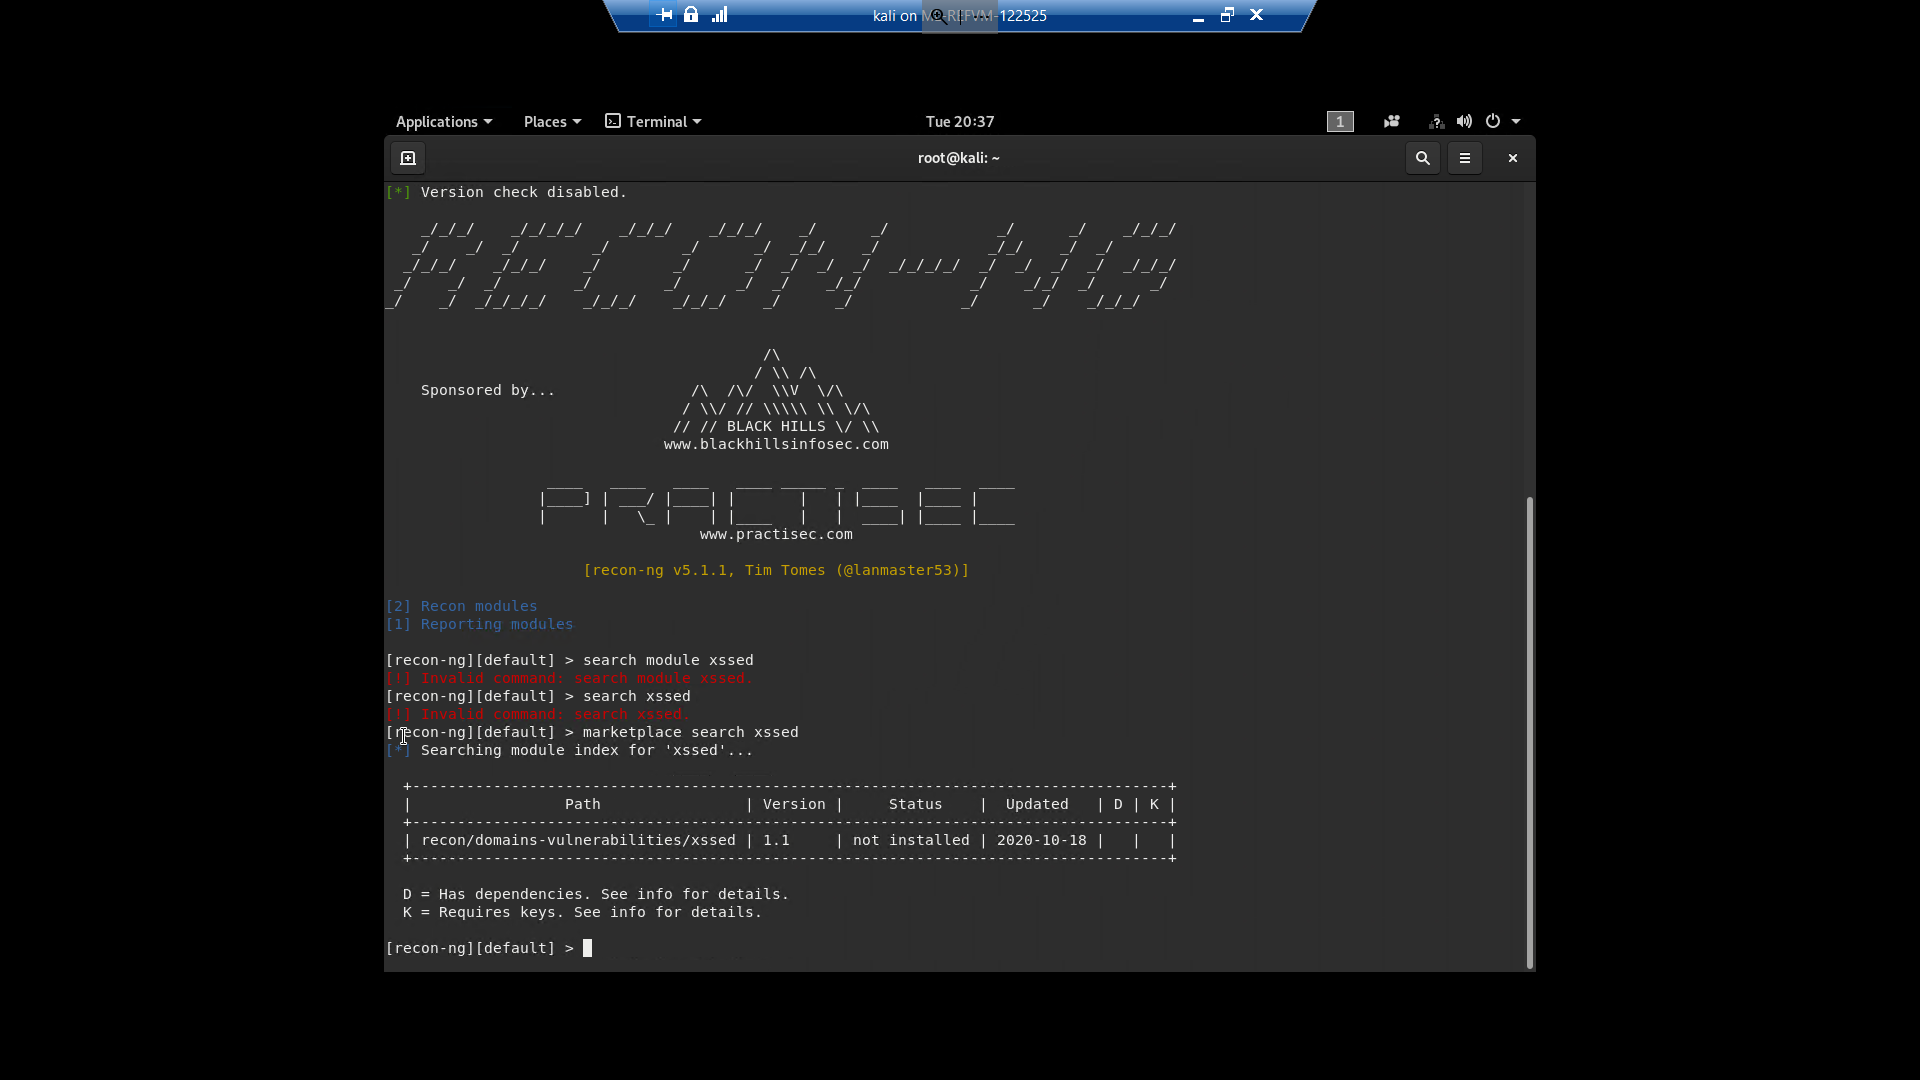 kali on
-122525
Applications Places Terminal Tue 20:37 1
root@kali: ~
[*] Version check disabled.
RECON-NG
/\
/ \\ /\
Sponsored by... /\ /\/ \\V \/\
/ \\/ // \\\\\ \\ \/\
// // BLACK HILLS \/ \\
www.blackhillsinfosec.com
PRACTISEC
www.practisec.com
[recon-ng v5.1.1, Tim Tomes (@lanmaster53)]
[2] Recon modules
[1] Reporting modules
[recon-ng][default] > search module xssed
[!] Invalid command: search module xssed.
[recon-ng][default] > search xssed
[!] Invalid command: search xssed.
[recon-ng][default] > marketplace search xssed
[*] Searching module index for 'xssed'...
+---------------------------------------------------------------------------------+
| Path | Version | Status | Updated | D | K |
+---------------------------------------------------------------------------------+
| recon/domains-vulnerabilities/xssed | 1.1 | not installed | 2020-10-18 | | |
+---------------------------------------------------------------------------------+
D = Has dependencies. See info for details.
K = Requires keys. See info for details.
[recon-ng][default] >